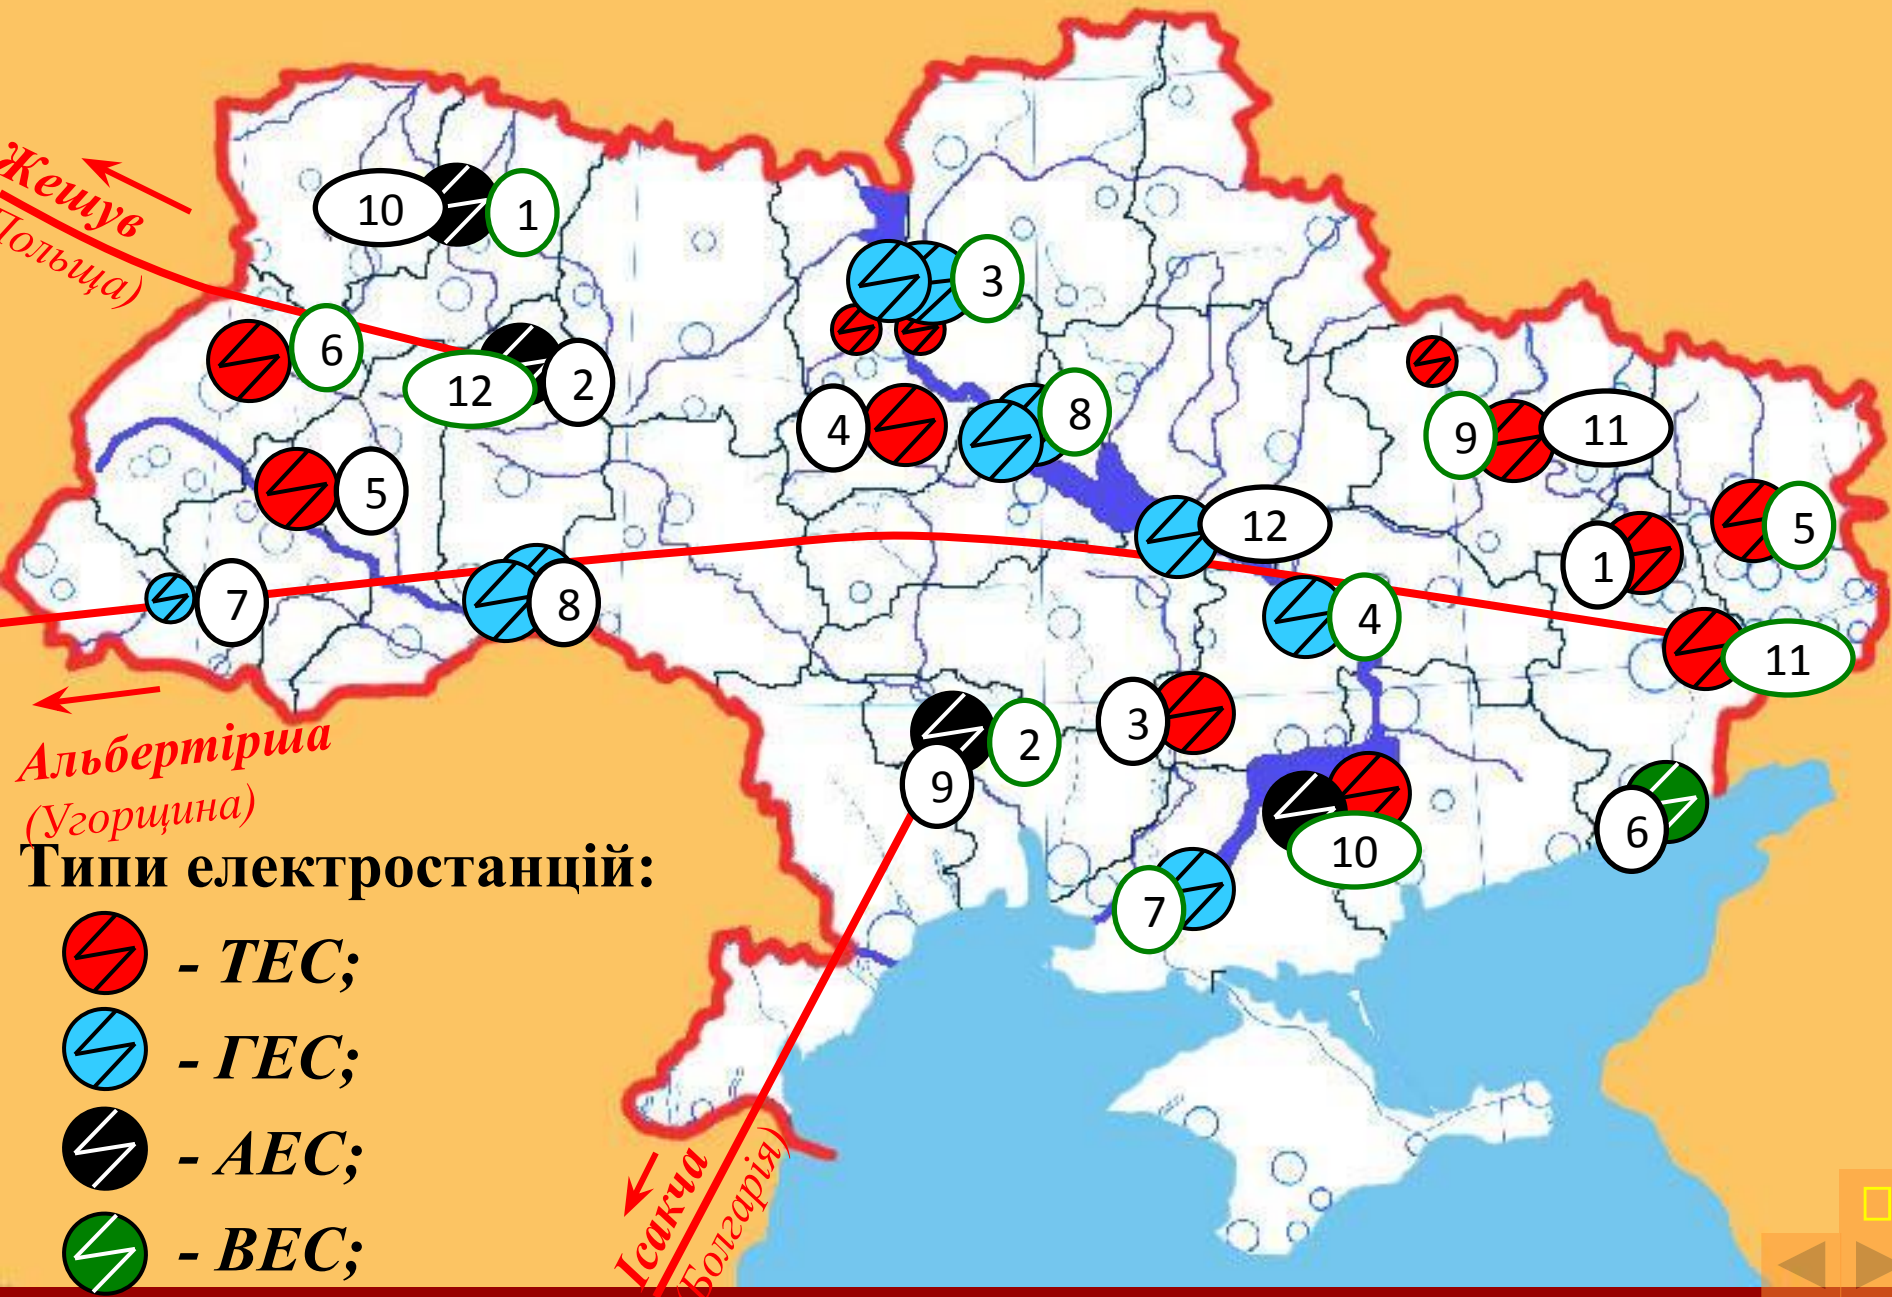 Жешув
(Польща)
10
1
3
6
12
2
4
8
9
11
5
12
5
1
7
8
4
11
3
2
9
10
6
7
Альбертірша
(Угорщина)
Типи електростанцій:
- ТЕС;
- ГЕС;
- АЕС;
- ВЕС;
Ісакча
(Болгарія)